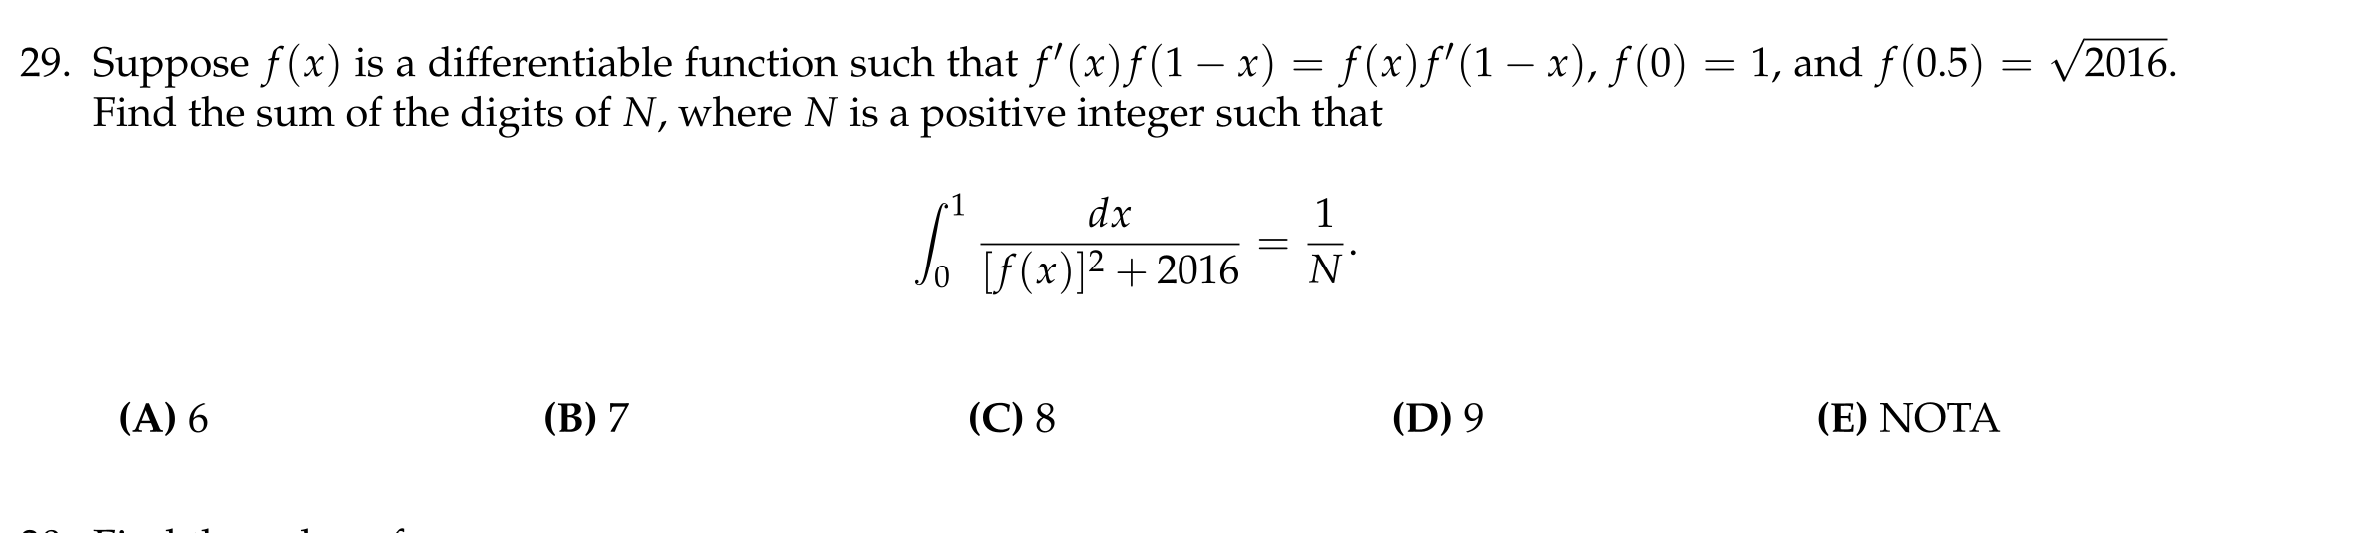 29. Suppose f(x) is a differentiable function such that f′(x)f(1 − x) = f(x)f′(1 − x), f(0) = 1, and f(0.5) = √2016.
Find the sum of the digits of N, where N is a positive integer such that
∫₀¹ dx / ([f(x)]² + 2016) = 1/N.
(A) 6 (B) 7 (C) 8 (D) 9 (E) NOTA